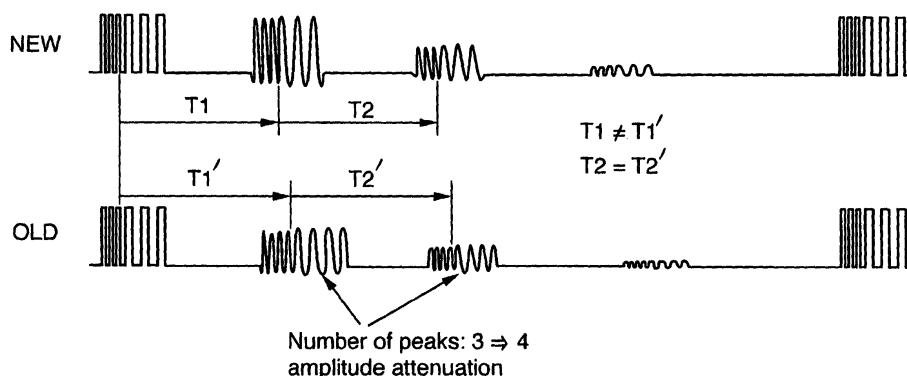 NEW
T1
T2
T1 ≠ T1′
T2 = T2′
T1′
T2′
OLD
Number of peaks: 3 ⇒ 4
amplitude attenuation